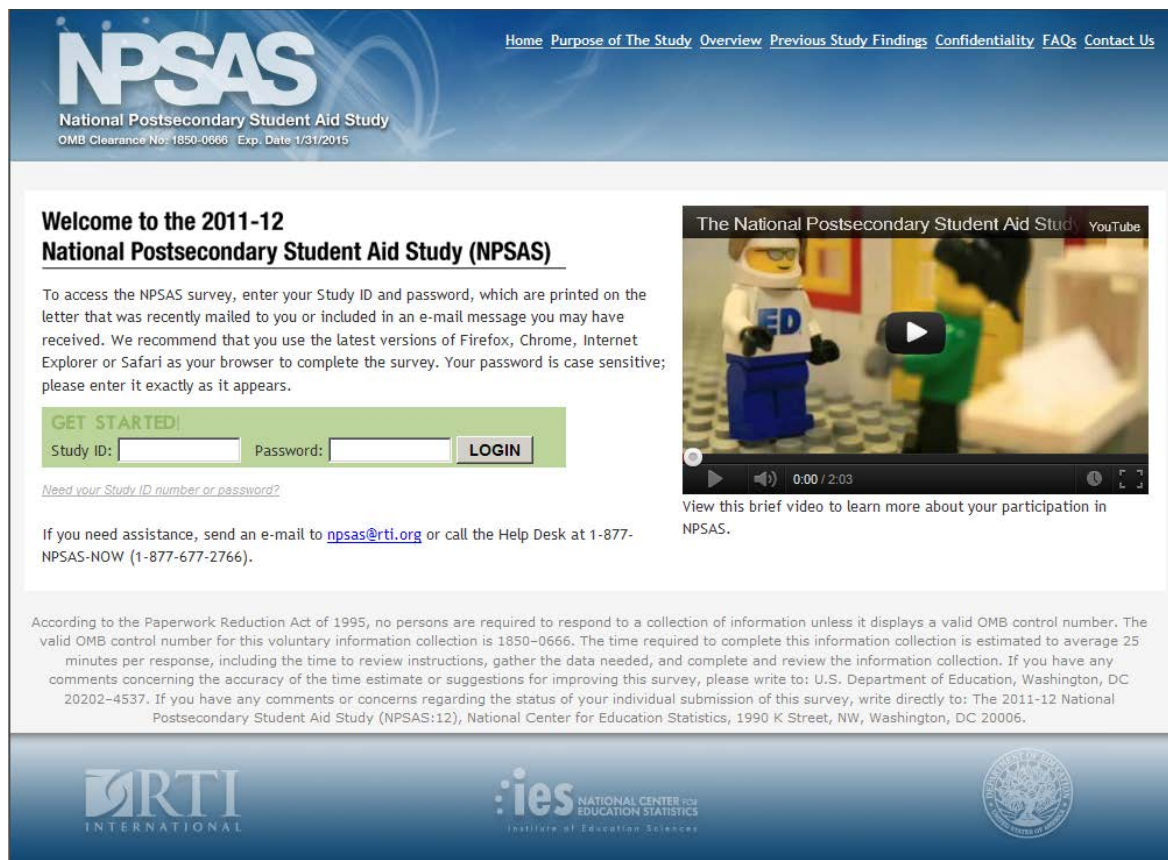 NPSAS
National Postsecondary Student Aid Study
OMB Clearance No: 1850-0666 Exp. Date 1/31/2015
Home Purpose of The Study Overview Previous Study Findings Confidentiality FAQs Contact Us
Welcome to the 2011-12
National Postsecondary Student Aid Study (NPSAS)
To access the NPSAS survey, enter your Study ID and password, which are printed on the
letter that was recently mailed to you or included in an e-mail message you may have
received. We recommend that you use the latest versions of Firefox, Chrome, Internet
Explorer or Safari as your browser to complete the survey. Your password is case sensitive;
please enter it exactly as it appears.
GET STARTED!
Study ID: Password: LOGIN
Need your Study ID number or password?
If you need assistance, send an e-mail to npsas@rti.org or call the Help Desk at 1-877-
NPSAS-NOW (1-877-677-2766).
The National Postsecondary Student Aid Stud YouTube
ED
0:00 / 2:03
View this brief video to learn more about your participation in
NPSAS.
According to the Paperwork Reduction Act of 1995, no persons are required to respond to a collection of information unless it displays a valid OMB control number. The
valid OMB control number for this voluntary information collection is 1850–0666. The time required to complete this information collection is estimated to average 25
minutes per response, including the time to review instructions, gather the data needed, and complete and review the information collection. If you have any
comments concerning the accuracy of the time estimate or suggestions for improving this survey, please write to: U.S. Department of Education, Washington, DC
20202–4537. If you have any comments or concerns regarding the status of your individual submission of this survey, write directly to: The 2011-12 National
Postsecondary Student Aid Study (NPSAS:12), National Center for Education Statistics, 1990 K Street, NW, Washington, DC 20006.
RTI
INTERNATIONAL
ies NATIONAL CENTER FOR
EDUCATION STATISTICS
Institute of Education Sciences
DEPARTMENT OF EDUCATION
UNITED STATES OF AMERICA